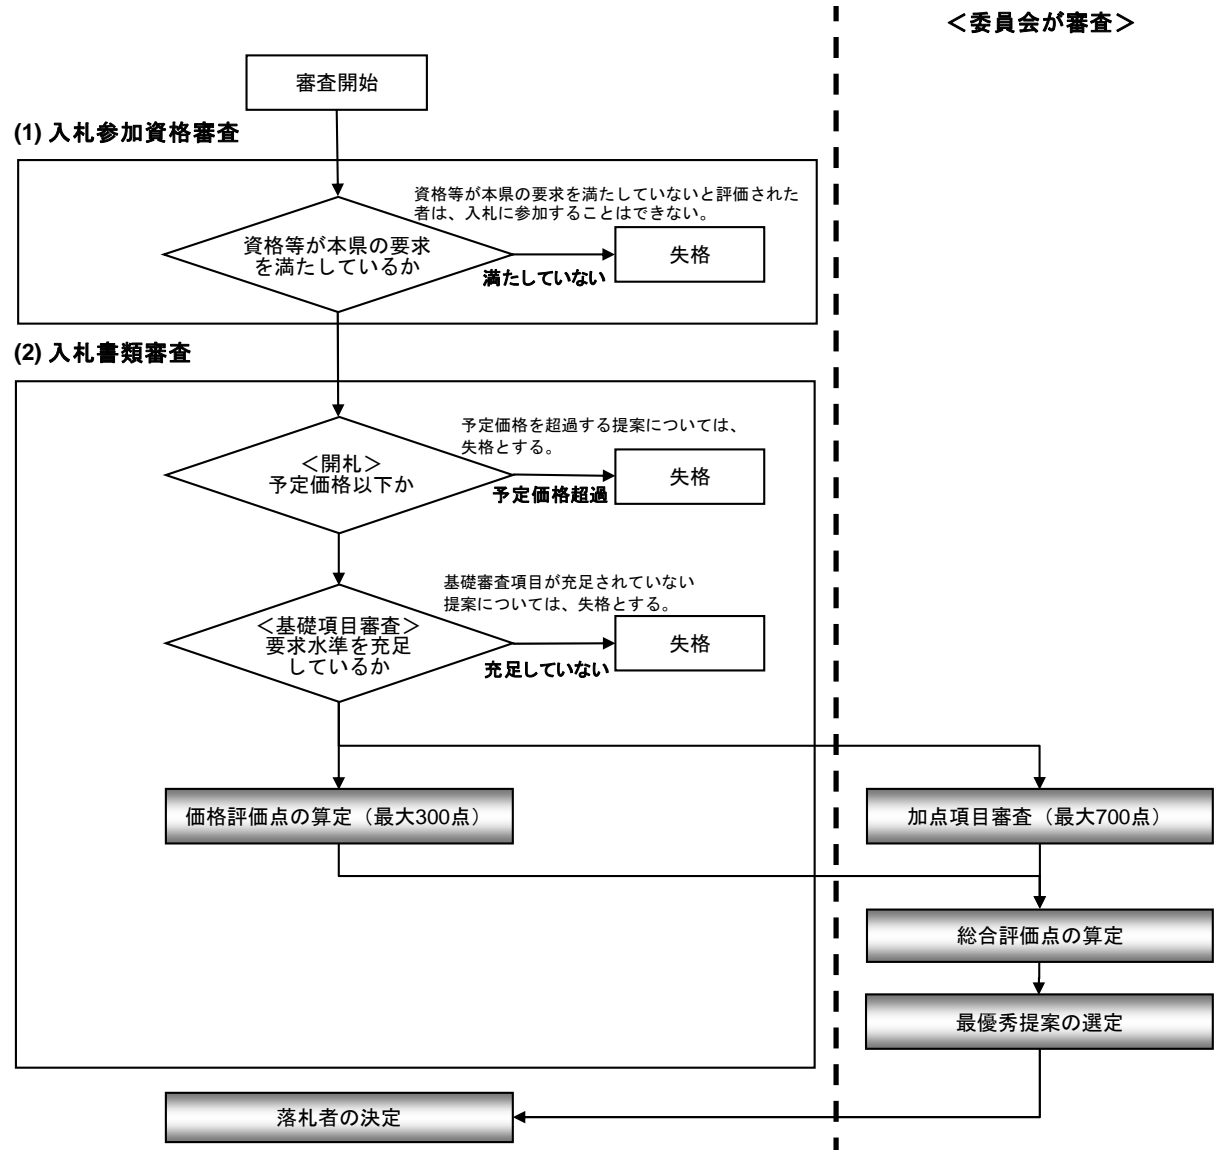 ＜委員会が審査＞
審査開始
(1) 入札参加資格審査
資格等が本県の要求を満たしていないと評価された
者は、入札に参加することはできない。
資格等が本県の要求
を満たしているか
失格
満たしていない
(2) 入札書類審査
予定価格を超過する提案については、
失格とする。
＜開札＞
予定価格以下か
失格
予定価格超過
基礎審査項目が充足されていない
提案については、失格とする。
＜基礎項目審査＞
要求水準を充足
しているか
失格
充足していない
価格評価点の算定（最大300点）
加点項目審査（最大700点）
総合評価点の算定
最優秀提案の選定
落札者の決定